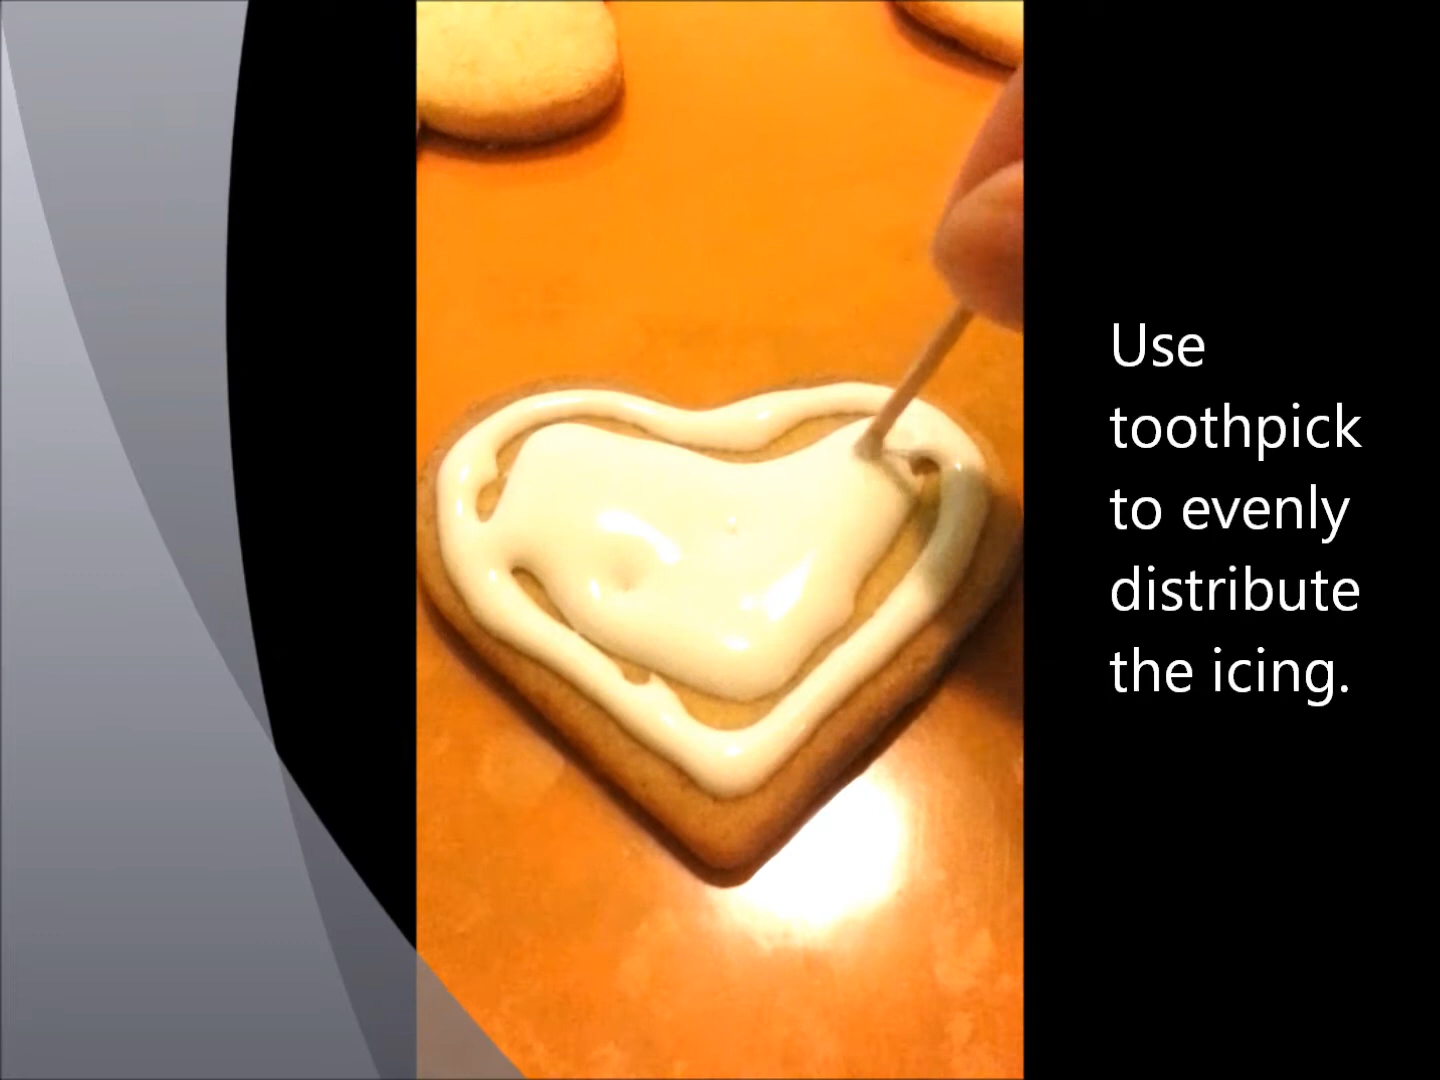 Use
toothpick
to evenly
distribute
the icing.